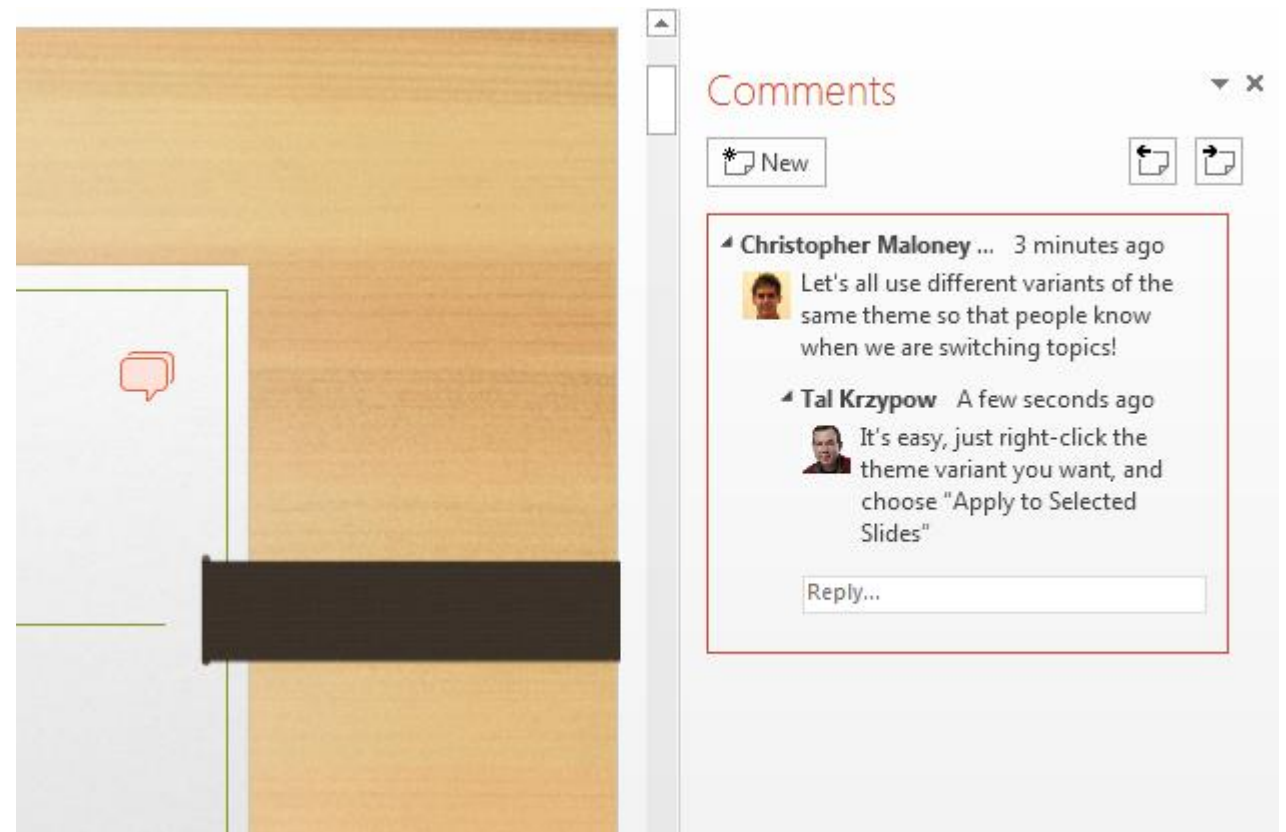 Comments
New
Christopher Maloney ... 3 minutes ago
Let's all use different variants of the
same theme so that people know
when we are switching topics!
Tal Krzypow A few seconds ago
It's easy, just right-click the
theme variant you want, and
choose "Apply to Selected
Slides"
Reply...